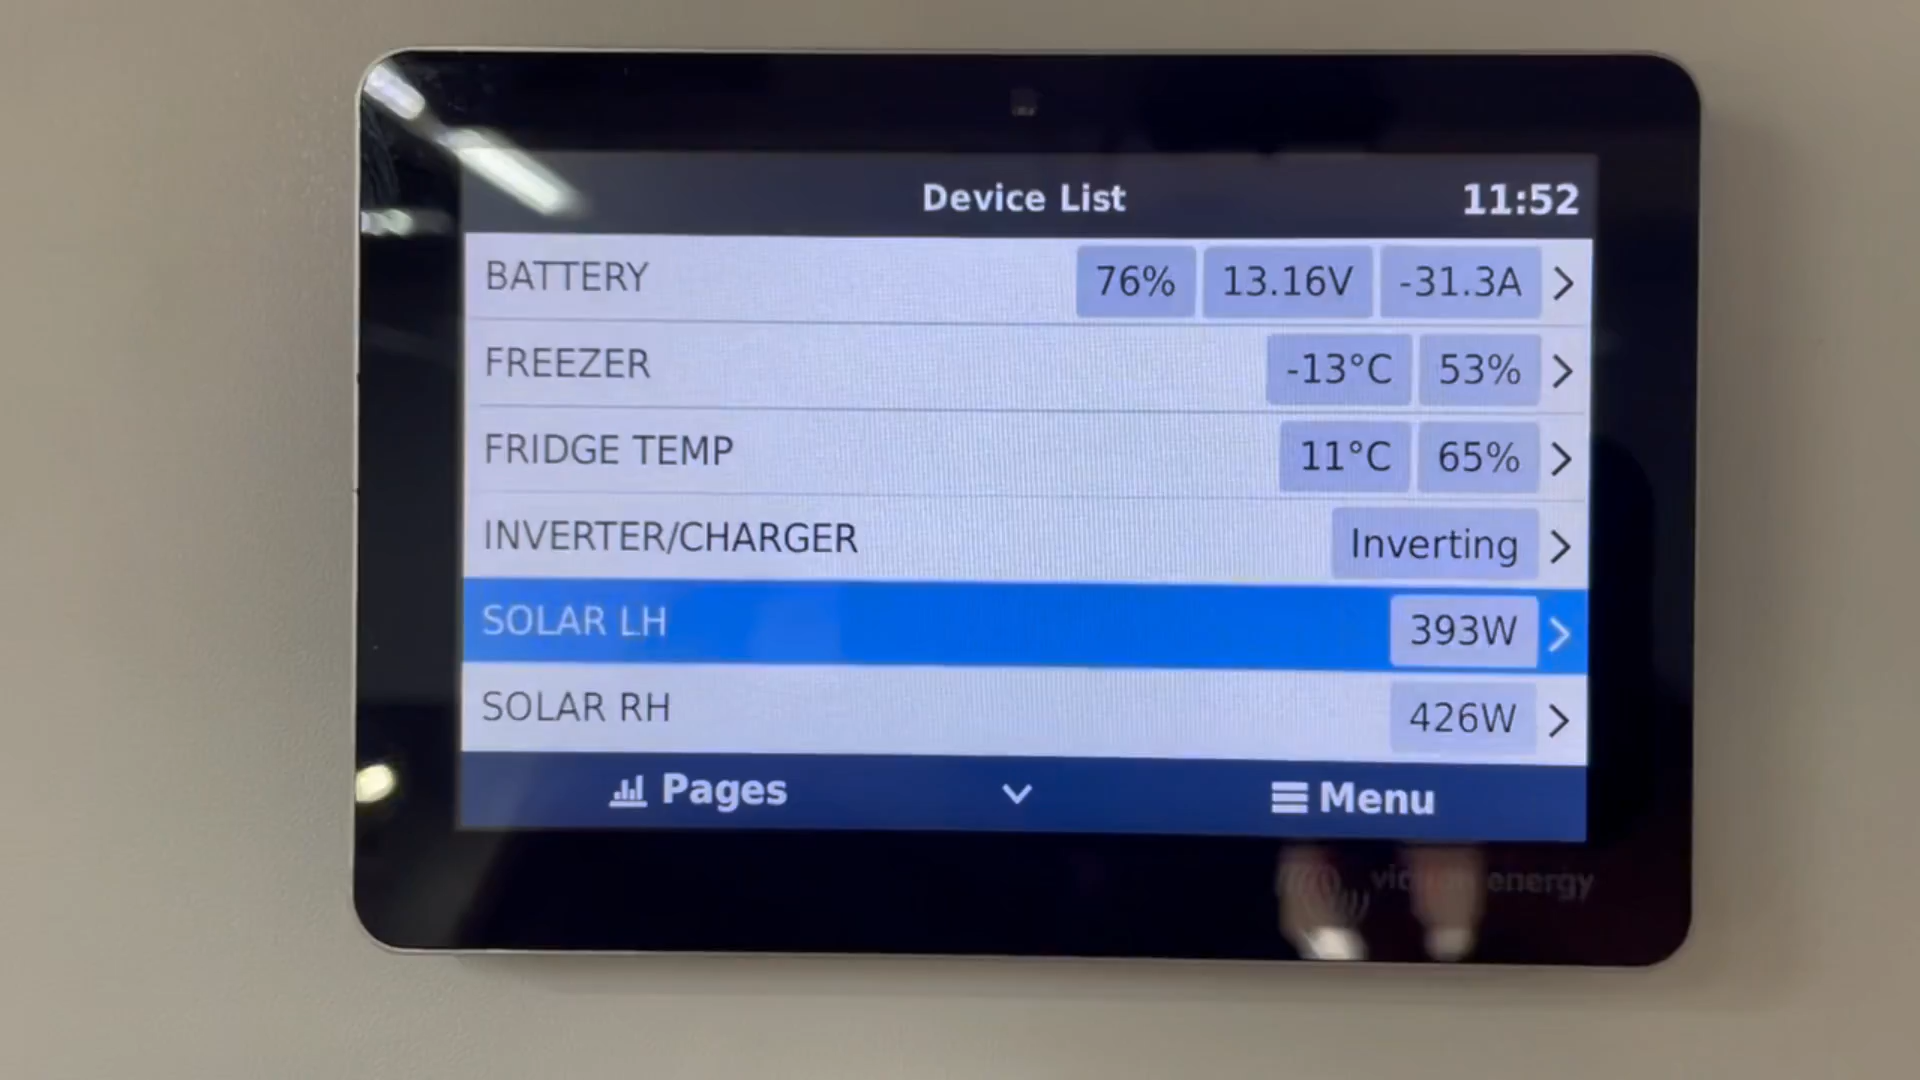 Device List 11:52
BATTERY 76% 13.16V -31.3A
FREEZER -13°C 53%
FRIDGE TEMP 11°C 65%
INVERTER/CHARGER Inverting
SOLAR LH 393W
SOLAR RH 426W
Pages Menu
energy